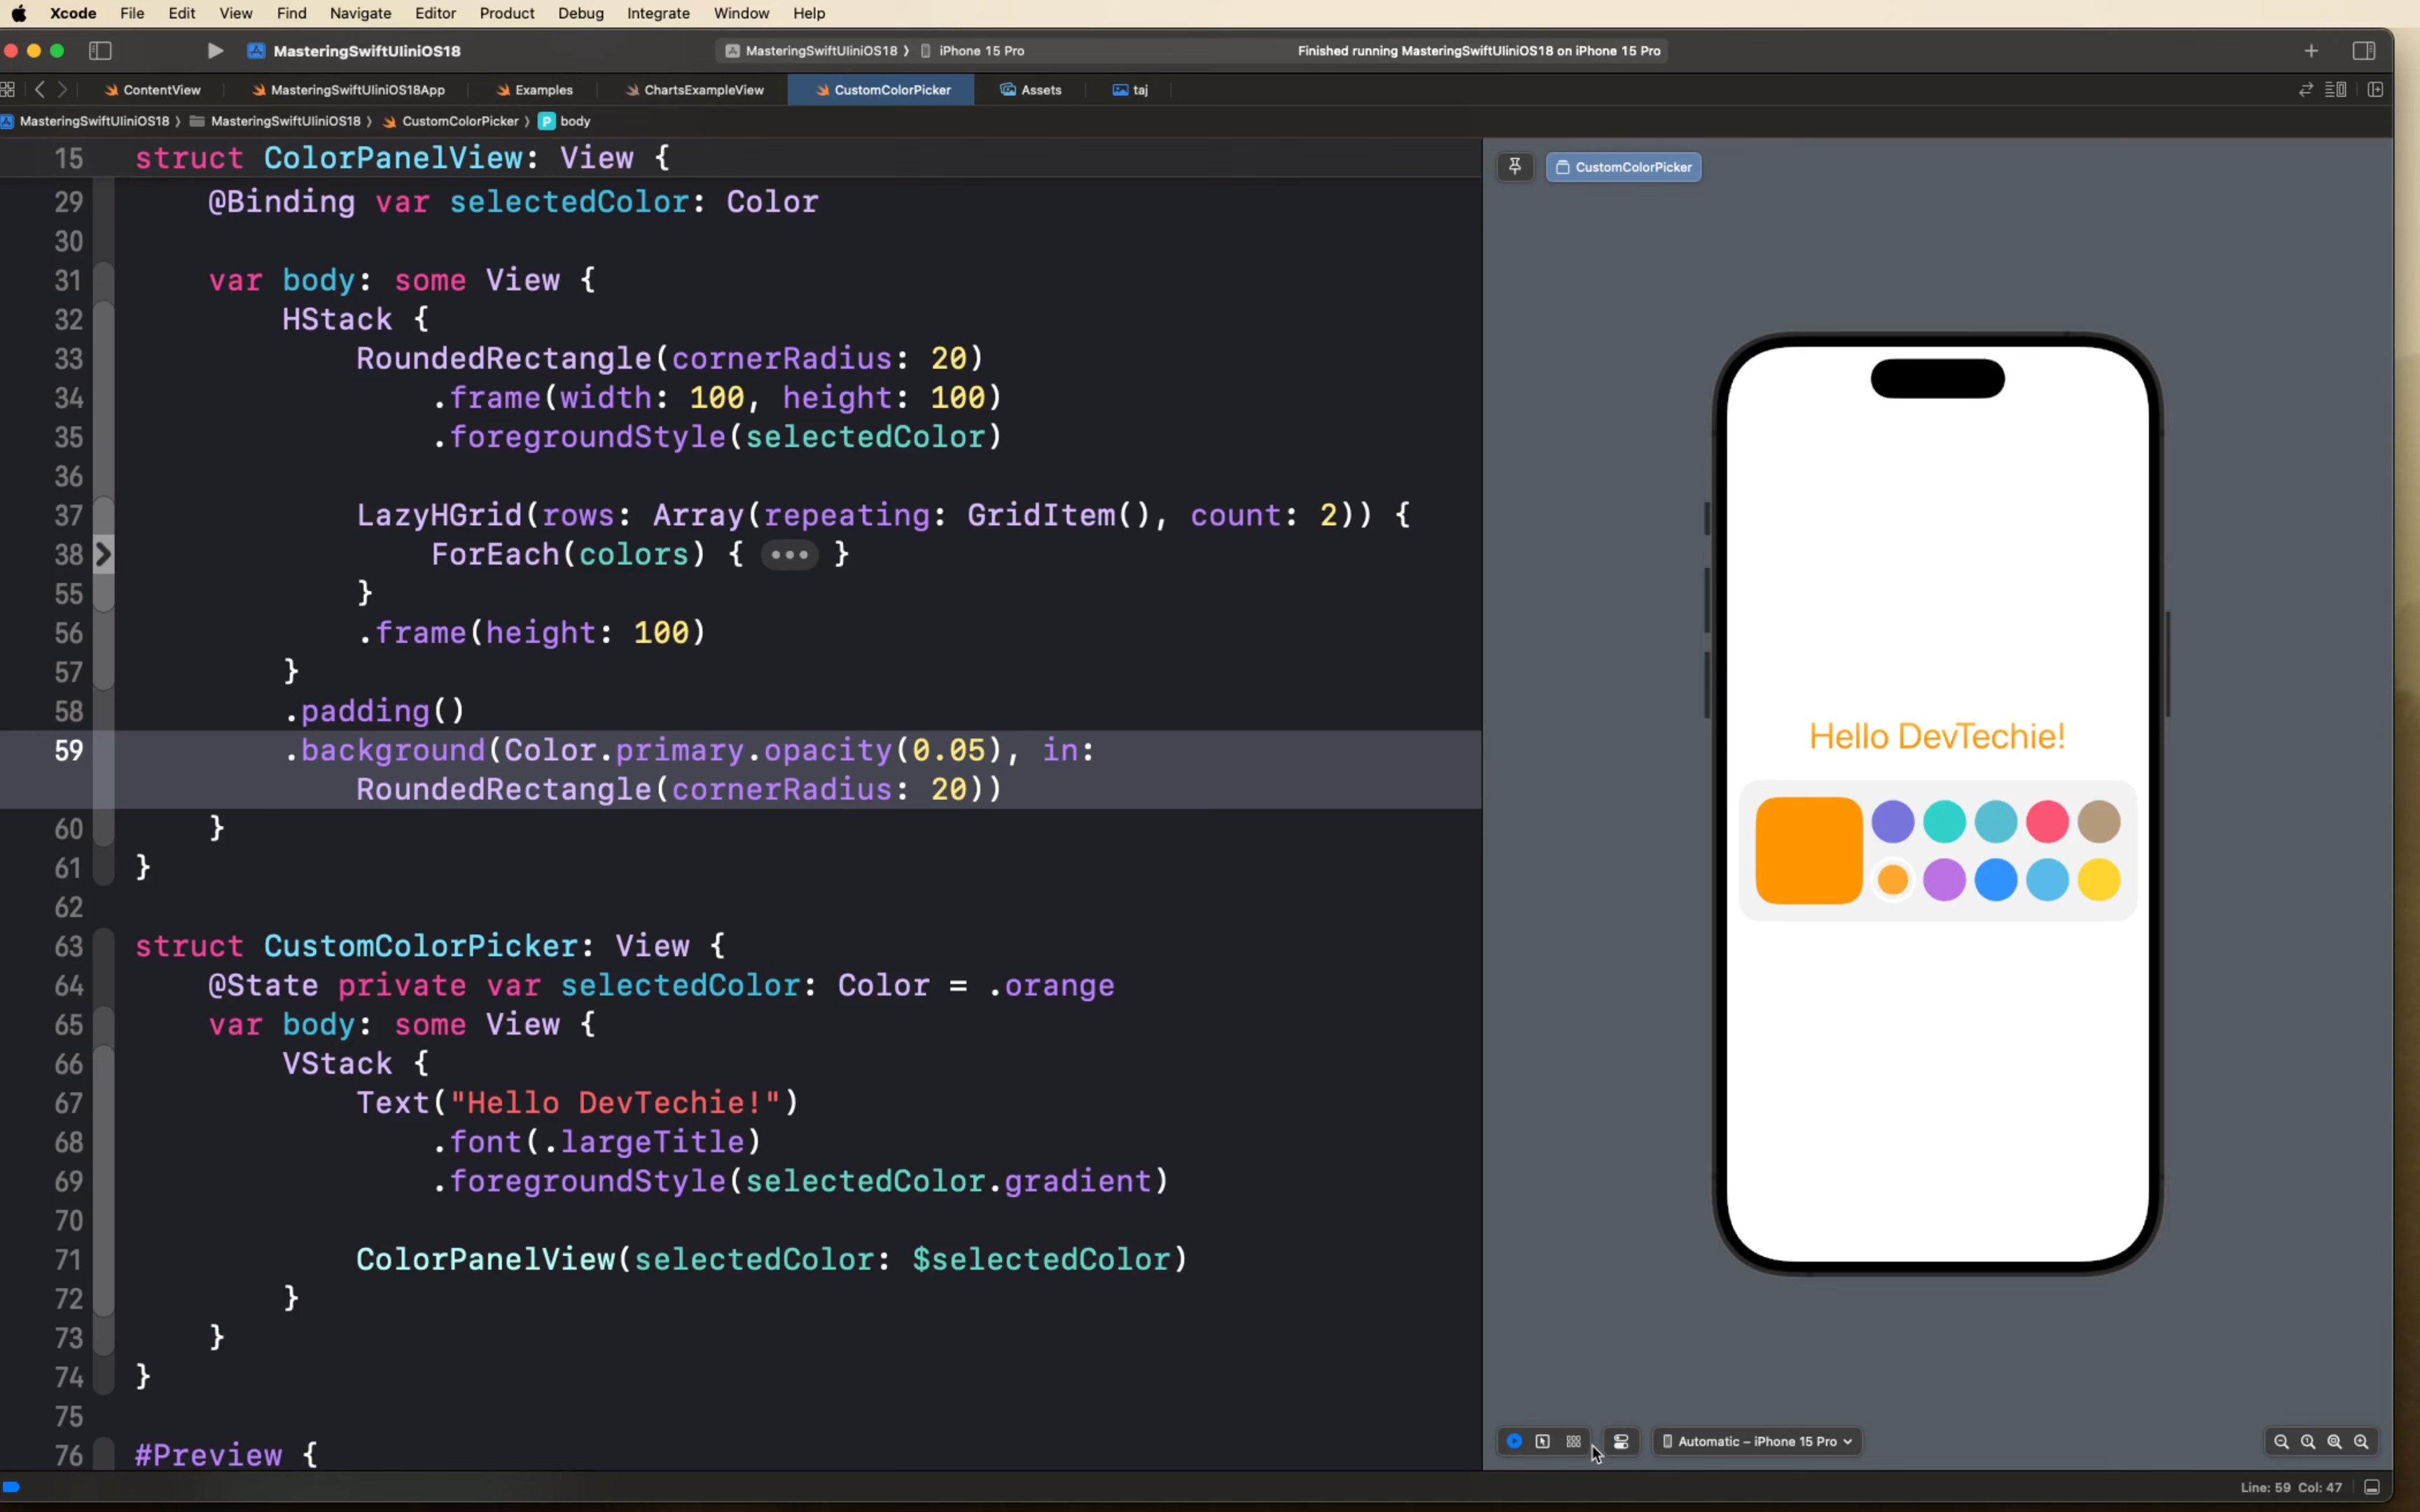 Xcode File Edit View Find Navigate Editor Product Debug Integrate Window Help
MasteringSwiftUIiniOS18 MasteringSwiftUIiniOS18 ⟩ iPhone 15 Pro Finished running MasteringSwiftUIiniOS18 on iPhone 15 Pro
ContentView MasteringSwiftUIiniOS18App Examples ChartsExampleView CustomColorPicker Assets taj
MasteringSwiftUIiniOS18 ⟩ MasteringSwiftUIiniOS18 ⟩ CustomColorPicker ⟩ P body
15 struct ColorPanelView: View {
29 @Binding var selectedColor: Color
30
31 var body: some View {
32 HStack {
33 RoundedRectangle(cornerRadius: 20)
34 .frame(width: 100, height: 100)
35 .foregroundStyle(selectedColor)
36
37 LazyHGrid(rows: Array(repeating: GridItem(), count: 2)) {
38 ForEach(colors) { ••• }
55 }
56 .frame(height: 100)
57 }
58 .padding()
59 .background(Color.primary.opacity(0.05), in:
RoundedRectangle(cornerRadius: 20))
60 }
61 }
62
63 struct CustomColorPicker: View {
64 @State private var selectedColor: Color = .orange
65 var body: some View {
66 VStack {
67 Text("Hello DevTechie!")
68 .font(.largeTitle)
69 .foregroundStyle(selectedColor.gradient)
70
71 ColorPanelView(selectedColor: $selectedColor)
72 }
73 }
74 }
75
76 #Preview {
CustomColorPicker
Hello DevTechie!
Automatic – iPhone 15 Pro
Line: 59 Col: 47